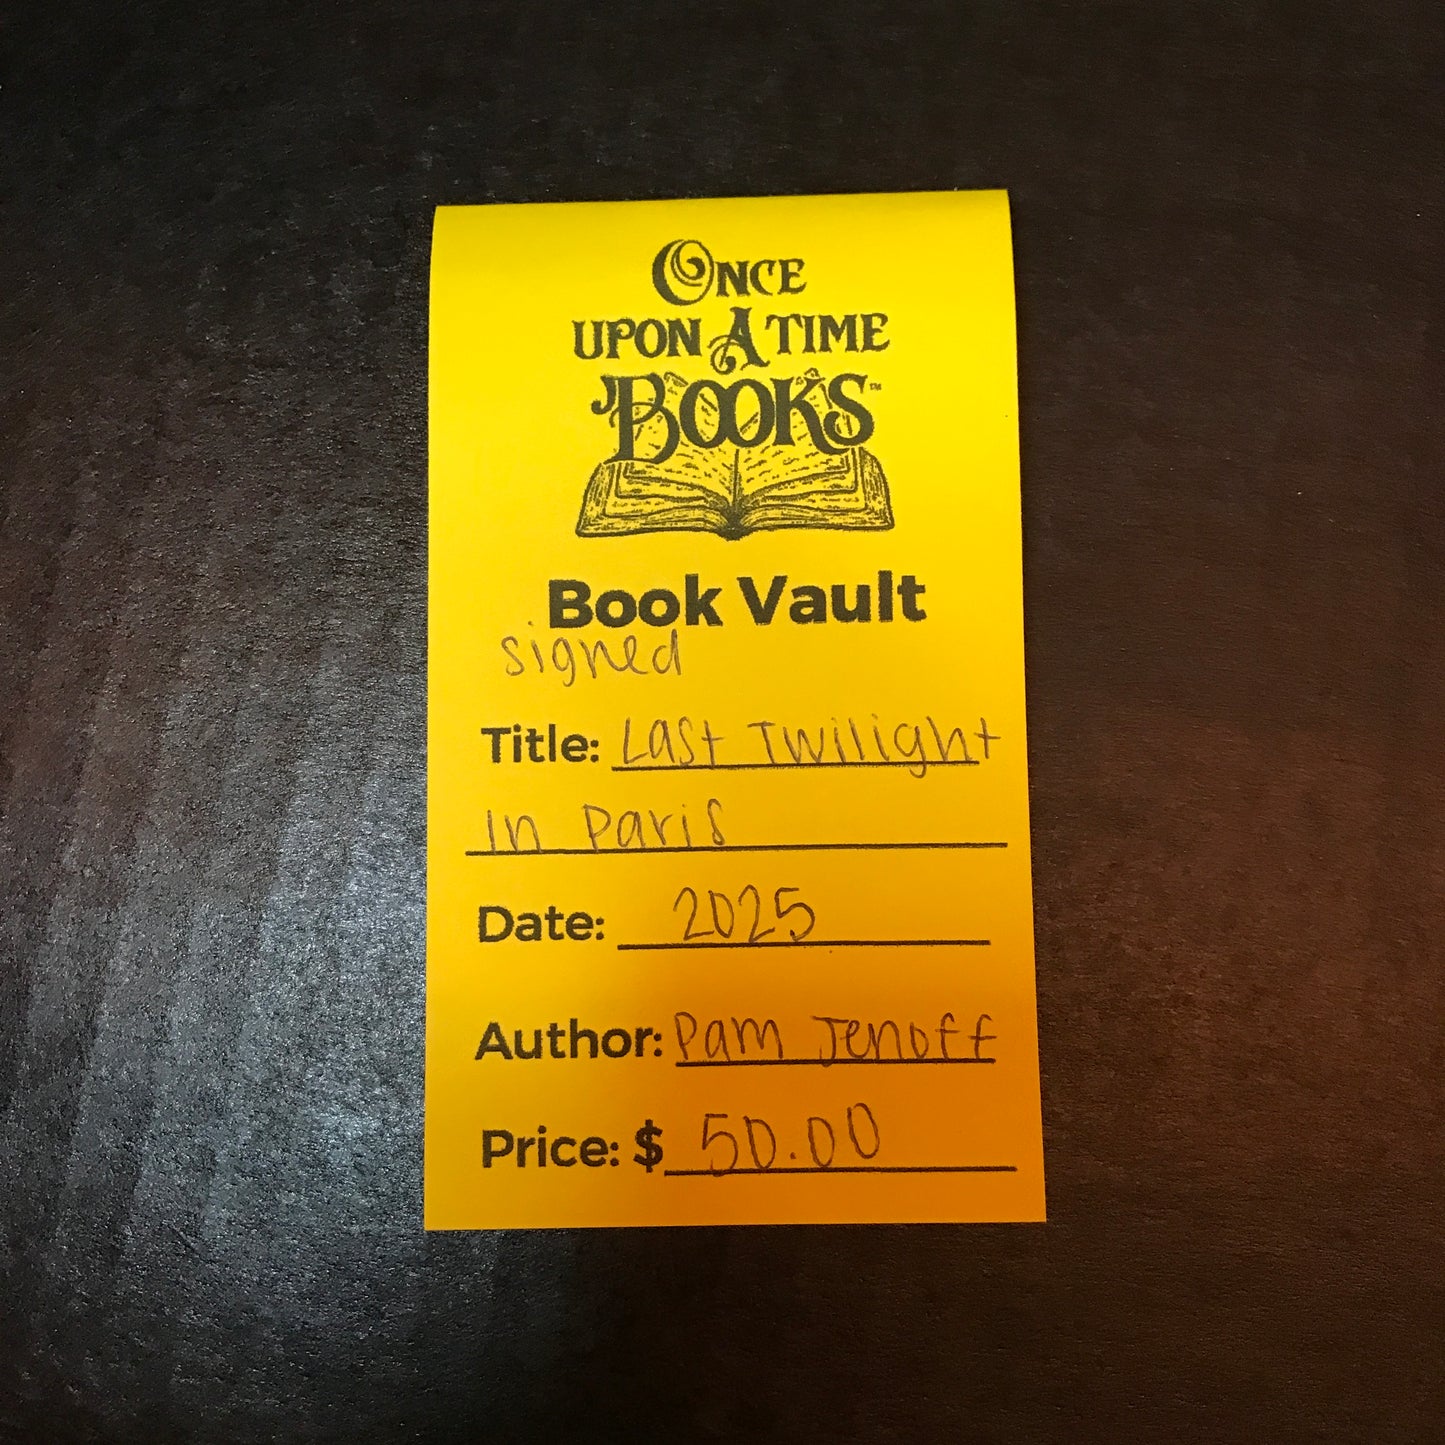 ONCE
UPON A TIME
BOOKS™
Book Vault
signed
Title: Last Twilight
in Paris
Date: 2025
Author: Pam Jenoff
Price: $ 50.00